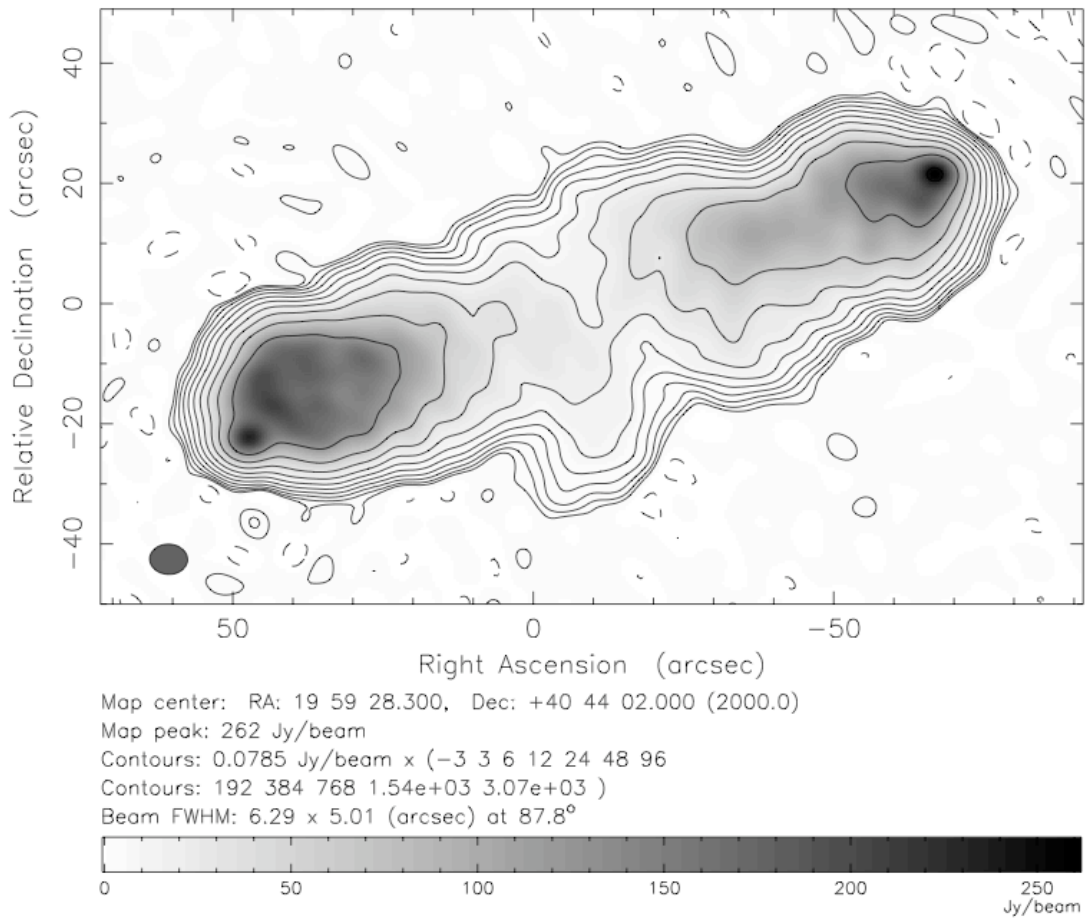 Relative Declination (arcsec)
40
20
0
−20
−40
50 0 −50
Right Ascension (arcsec)
Map center: RA: 19 59 28.300, Dec: +40 44 02.000 (2000.0)
Map peak: 262 Jy/beam
Contours: 0.0785 Jy/beam x (−3 3 6 12 24 48 96
Contours: 192 384 768 1.54e+03 3.07e+03 )
Beam FWHM: 6.29 x 5.01 (arcsec) at 87.8°
0 50 100 150 200 250
Jy/beam